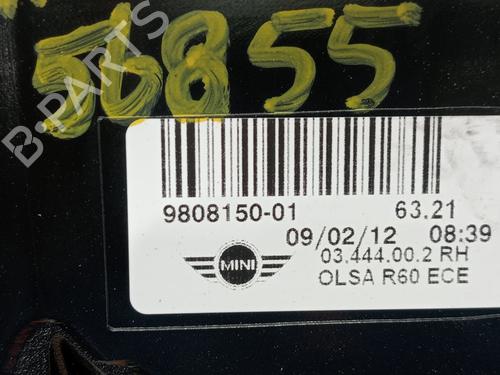 56855
B-PARTS
9808150-01 63.21
09/02/12 08:39
MINI
03.444.00.2 RH
OLSA R60 ECE